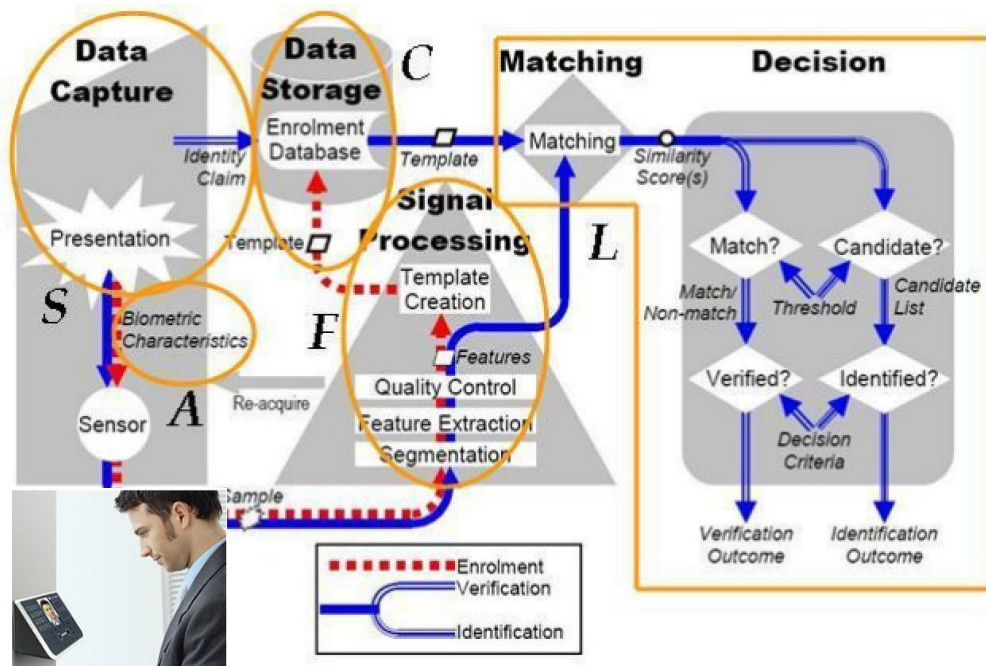 Data
Capture
Data
Storage
C
Matching
Decision
Enrolment
Database
Identity
Claim
Template
Matching
Similarity
Score(s)
Signal
Processing
Presentation
Template
Template
Creation
L
Match?
Candidate?
S
Biometric
Characteristics
F
Features
Match/
Non-match
Threshold
Candidate
List
A
Re-acquire
Quality Control
Verified?
Identified?
Sensor
Feature Extraction
Segmentation
Decision
Criteria
Sample
Verification
Outcome
Identification
Outcome
Enrolment
Verification
Identification